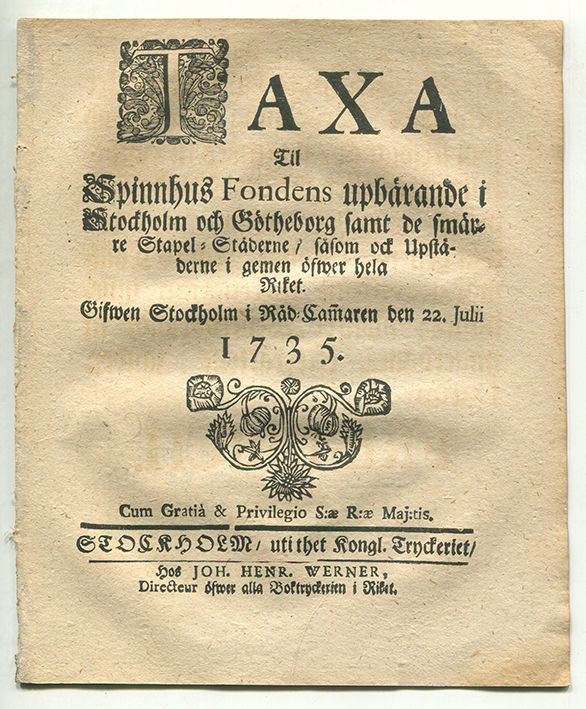 TAXA
Til
Spinnhus Fondens upbärande i
Stockholm och Götheborg samt de smär-
re Stapel-Städerne / såsom ock Upstä-
derne i gemen öfwer hela
Riket.
Gifwen Stockholm i Råd-Cam̃aren den 22. Julii
1735.
Cum Gratiâ & Privilegio S:æ R:æ Maj:tis.
STOCKHOLM / uti thet Kongl. Tryckeriet /
Hos JOH. HENR. WERNER,
Directeur öfwer alla Boktryckerien i Riket.